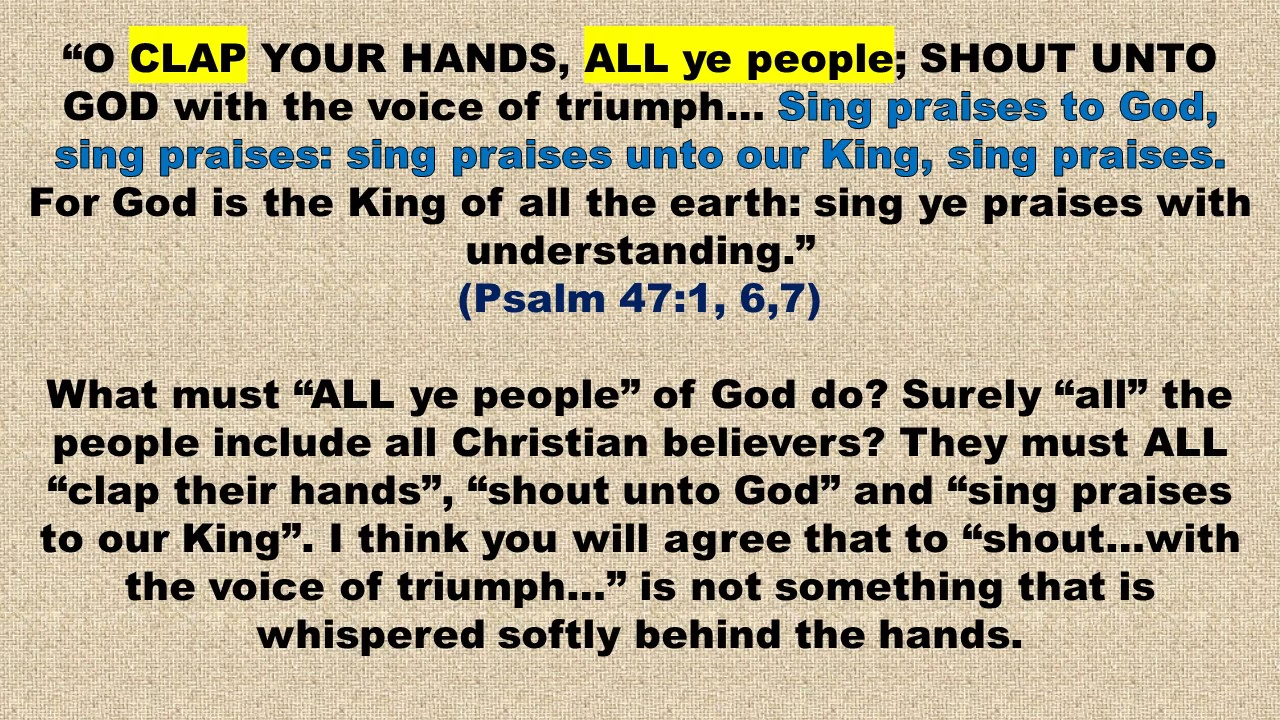 “O CLAP YOUR HANDS, ALL ye people; SHOUT UNTO
GOD with the voice of triumph... Sing praises to God,
sing praises: sing praises unto our King, sing praises.
For God is the King of all the earth: sing ye praises with
understanding.”
(Psalm 47:1, 6,7)
What must “ALL ye people” of God do? Surely “all” the
people include all Christian believers? They must ALL
“clap their hands”, “shout unto God” and “sing praises
to our King”. I think you will agree that to “shout...with
the voice of triumph...” is not something that is
whispered softly behind the hands.